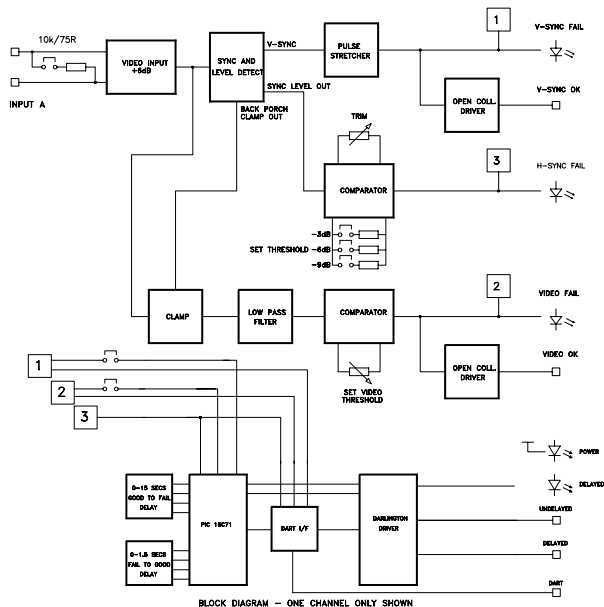 10k/75R
INPUT A
VIDEO INPUT
+6dB
SYNC AND
LEVEL DETECT
V-SYNC
SYNC LEVEL OUT
BACK PORCH
CLAMP OUT
PULSE
STRETCHER
1
V-SYNC FAIL
OPEN COLL.
DRIVER
V-SYNC OK
TRIM
COMPARATOR
3
H-SYNC FAIL
SET THRESHOLD
-3dB
-6dB
-9dB
CLAMP
LOW PASS
FILTER
COMPARATOR
2
VIDEO FAIL
SET VIDEO
THRESHOLD
OPEN COLL.
DRIVER
VIDEO OK
1
2
3
0-15 SECS
GOOD TO FAIL
DELAY
0-1.5 SECS
FAIL TO GOOD
DELAY
PIC 16C71
DART I/F
DARLINGTON
DRIVER
POWER
DELAYED
UNDELAYED
DELAYED
DART
BLOCK DIAGRAM - ONE CHANNEL ONLY SHOWN